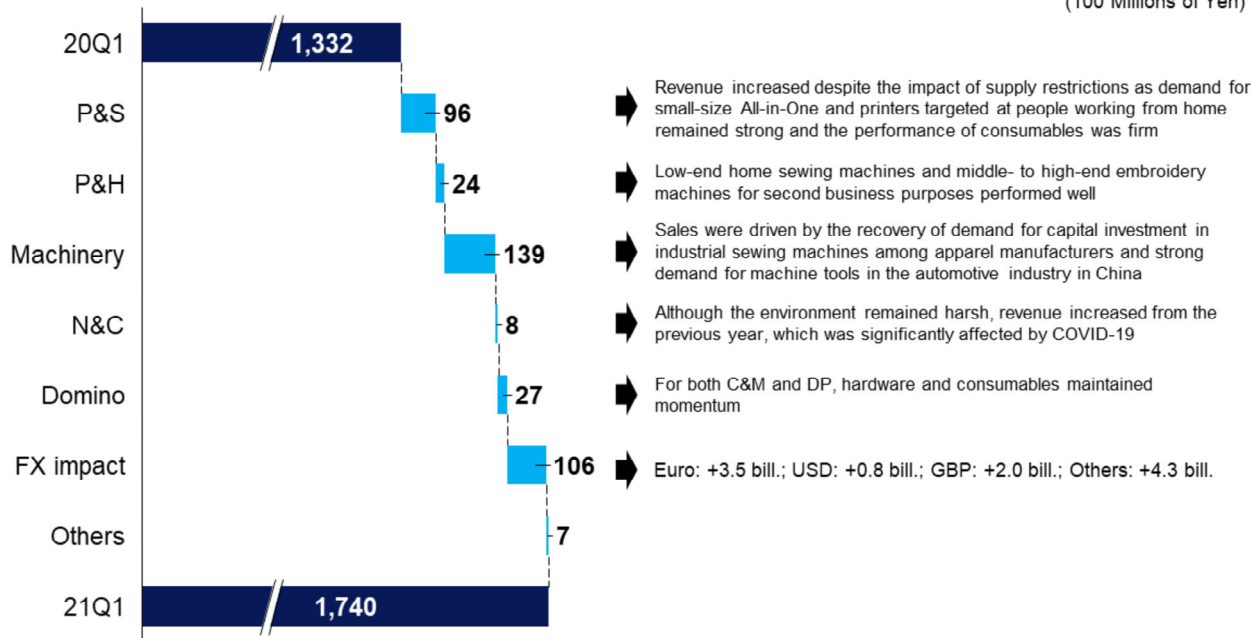 (100 Millions of Yen)
20Q1
1,332
P&S
96
Revenue increased despite the impact of supply restrictions as demand for
small-size All-in-One and printers targeted at people working from home
remained strong and the performance of consumables was firm
P&H
24
Low-end home sewing machines and middle- to high-end embroidery
machines for second business purposes performed well
Machinery
139
Sales were driven by the recovery of demand for capital investment in
industrial sewing machines among apparel manufacturers and strong
demand for machine tools in the automotive industry in China
N&C
8
Although the environment remained harsh, revenue increased from the
previous year, which was significantly affected by COVID-19
Domino
27
For both C&M and DP, hardware and consumables maintained
momentum
FX impact
106
Euro: +3.5 bill.; USD: +0.8 bill.; GBP: +2.0 bill.; Others: +4.3 bill.
Others
7
21Q1
1,740